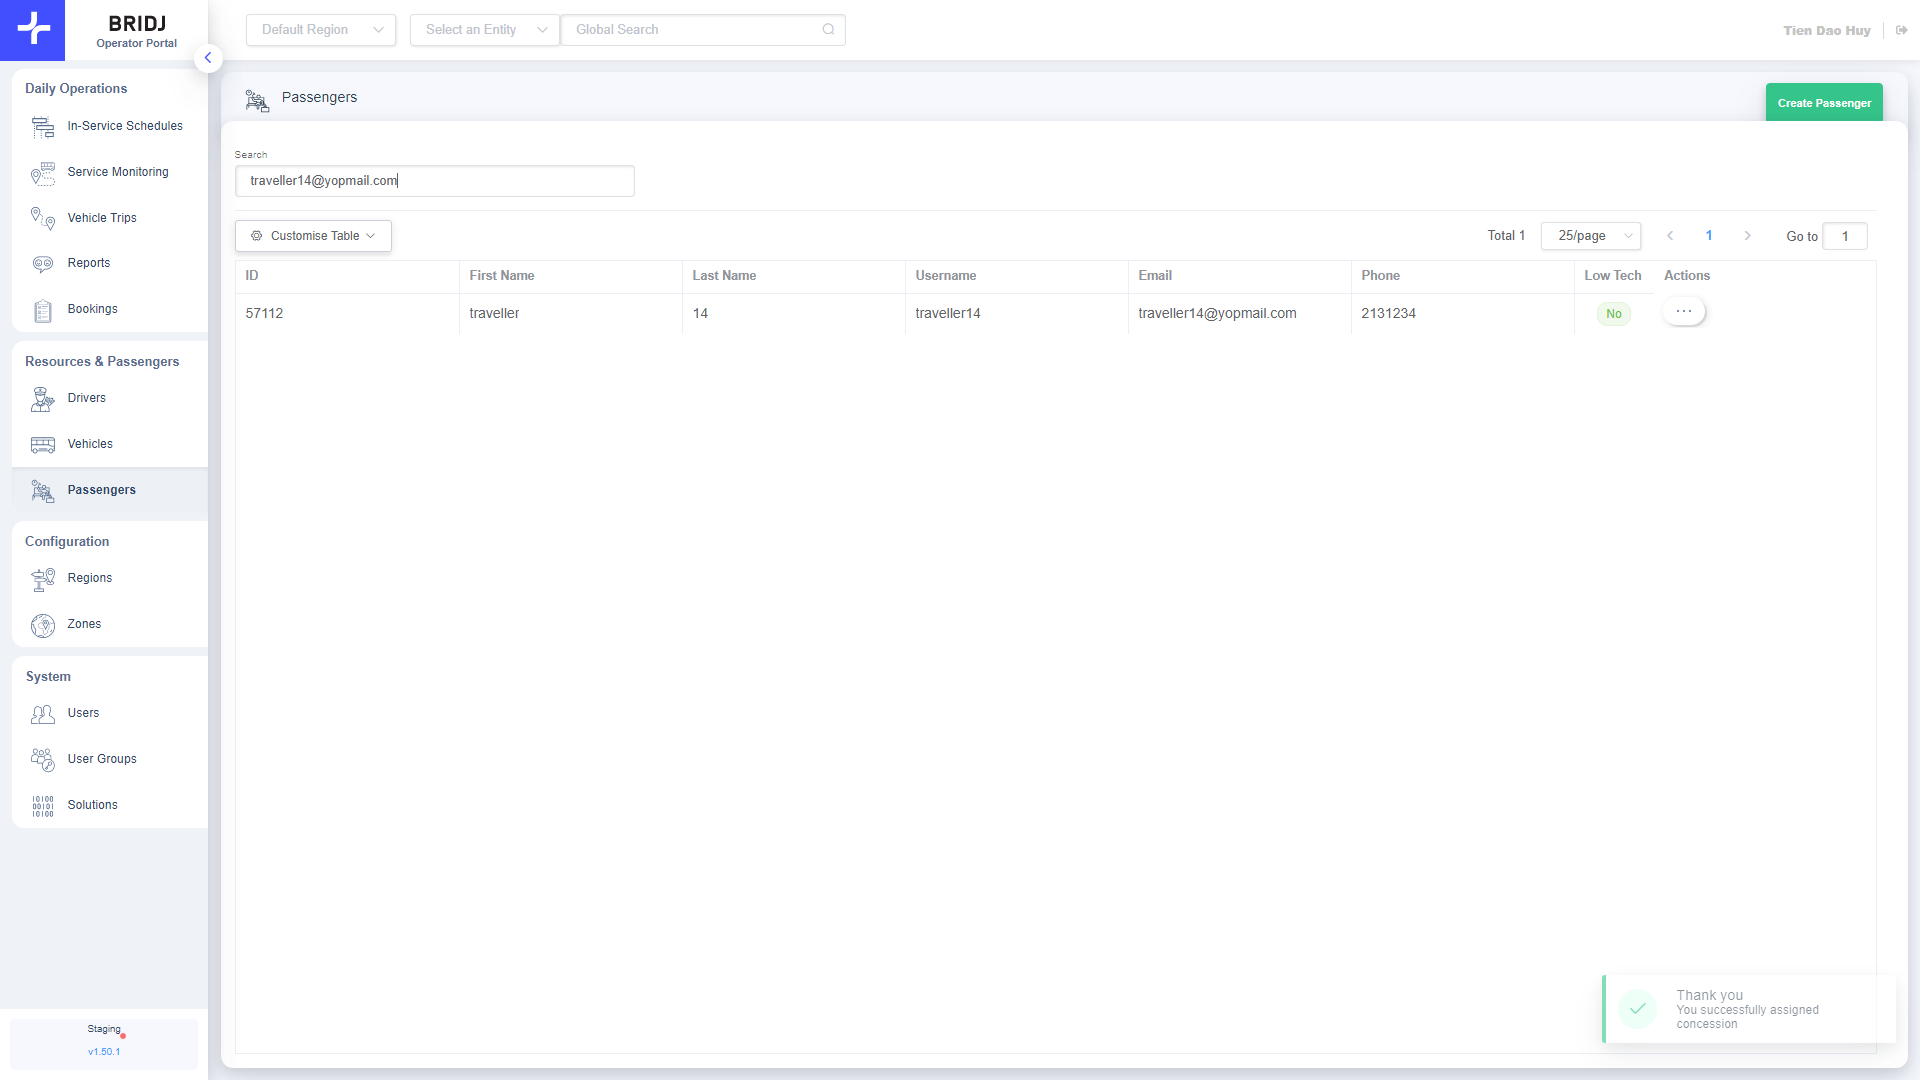 BRIDJ
Operator Portal
Default Region
Select an Entity
Global Search
Tien Dao Huy
Daily Operations
In-Service Schedules
Service Monitoring
Vehicle Trips
Reports
Bookings
Resources & Passengers
Drivers
Vehicles
Passengers
Configuration
Regions
Zones
System
Users
User Groups
Solutions
Staging
v1.50.1
Passengers
Create Passenger
Search
traveller14@yopmail.com
Customise Table
Total 1
25/page
1
Go to
1
ID First Name Last Name Username Email Phone Low Tech Actions
57112 traveller 14 traveller14 traveller14@yopmail.com 2131234 No ...
Thank you
You successfully assigned
concession